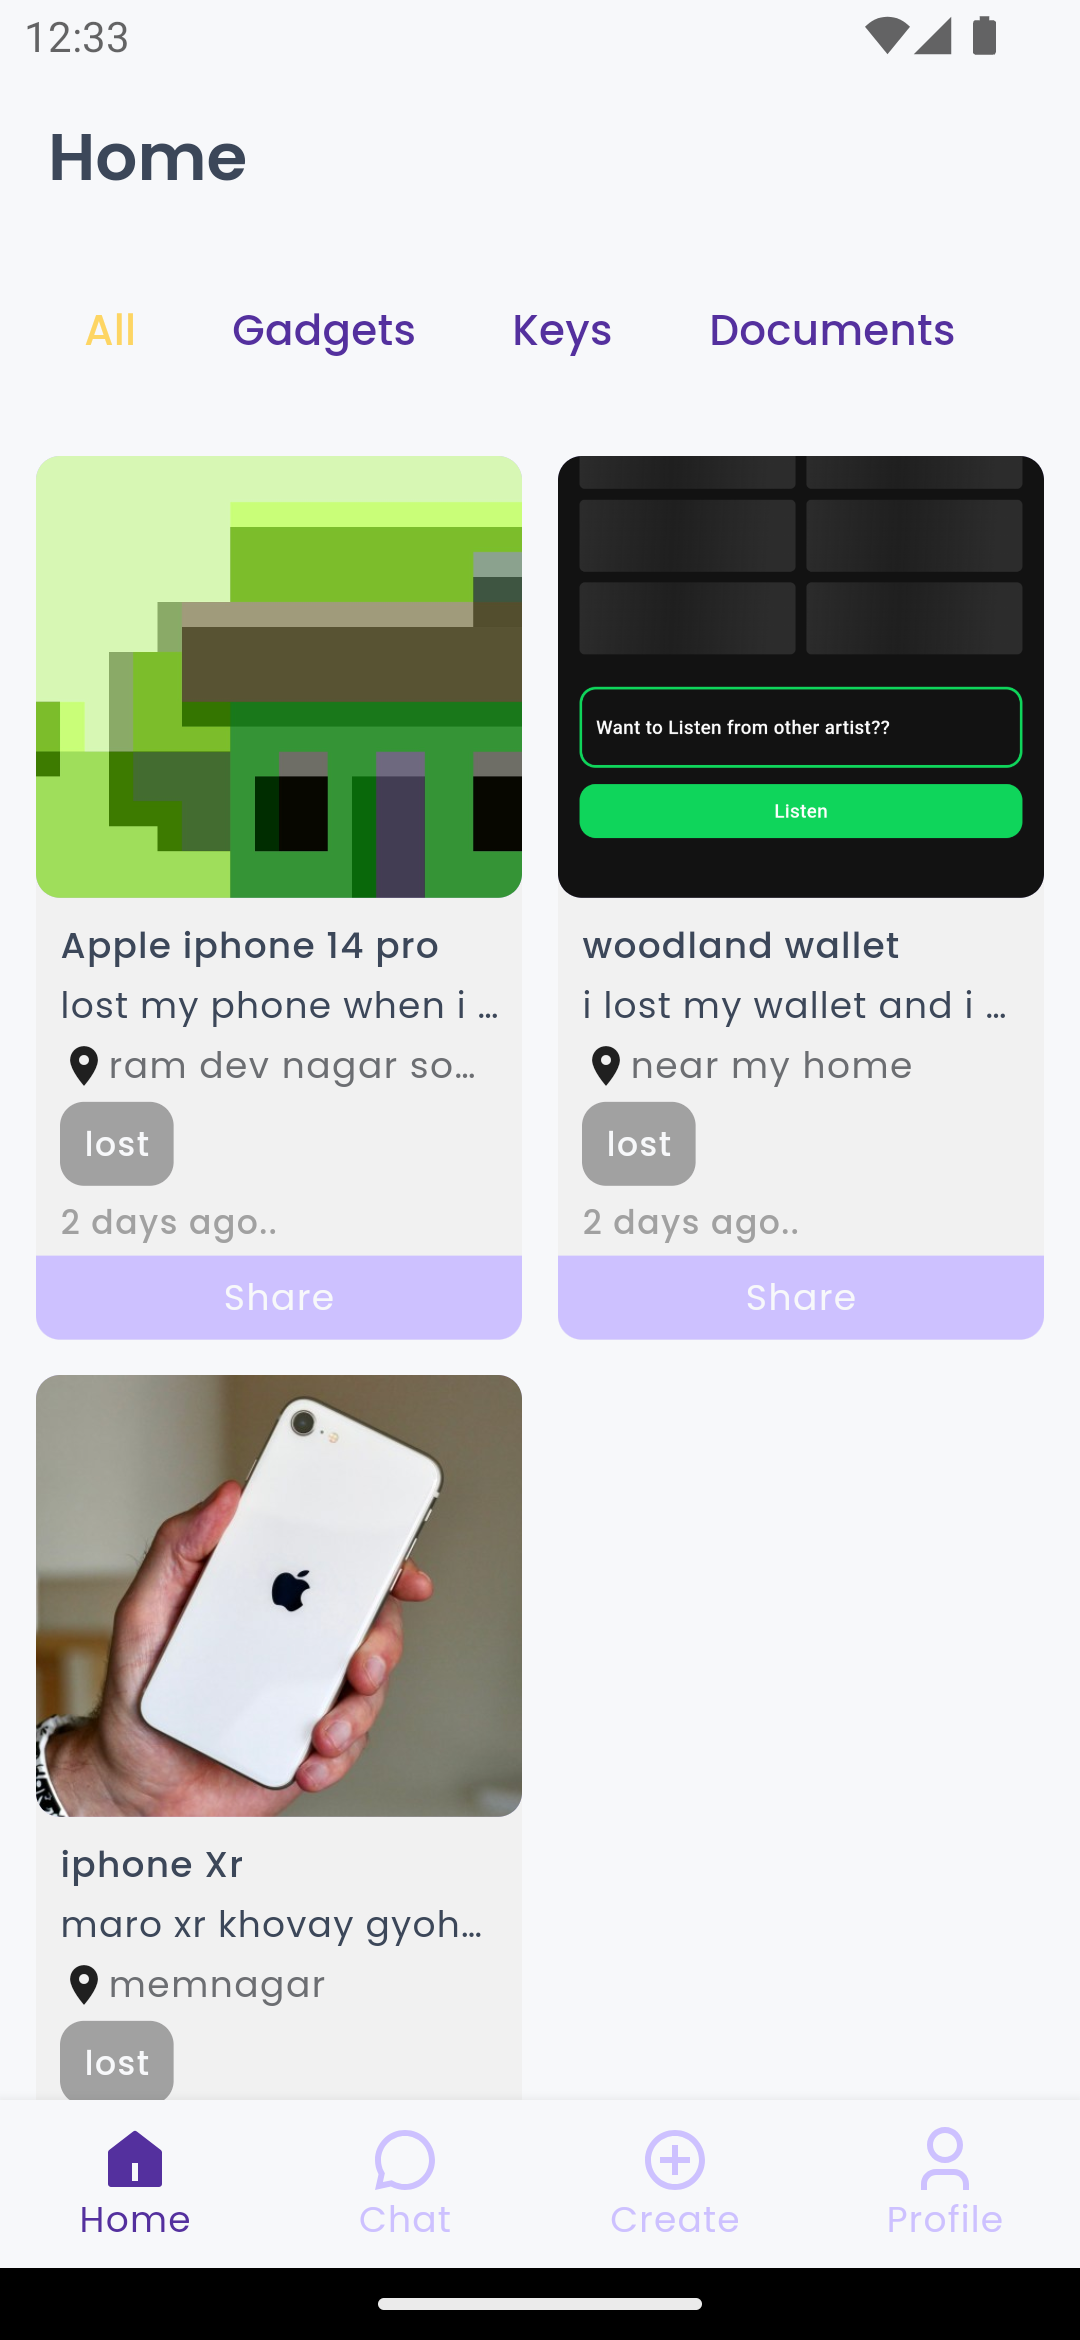 12:33
Home
All Gadgets Keys Documents
Want to Listen from other artist??
Listen
Apple iphone 14 pro
lost my phone when i ...
ram dev nagar so...
lost
2 days ago..
Share
woodland wallet
i lost my wallet and i ...
near my home
lost
2 days ago..
Share
iphone Xr
maro xr khovay gyoh...
memnagar
lost
Home Chat Create Profile